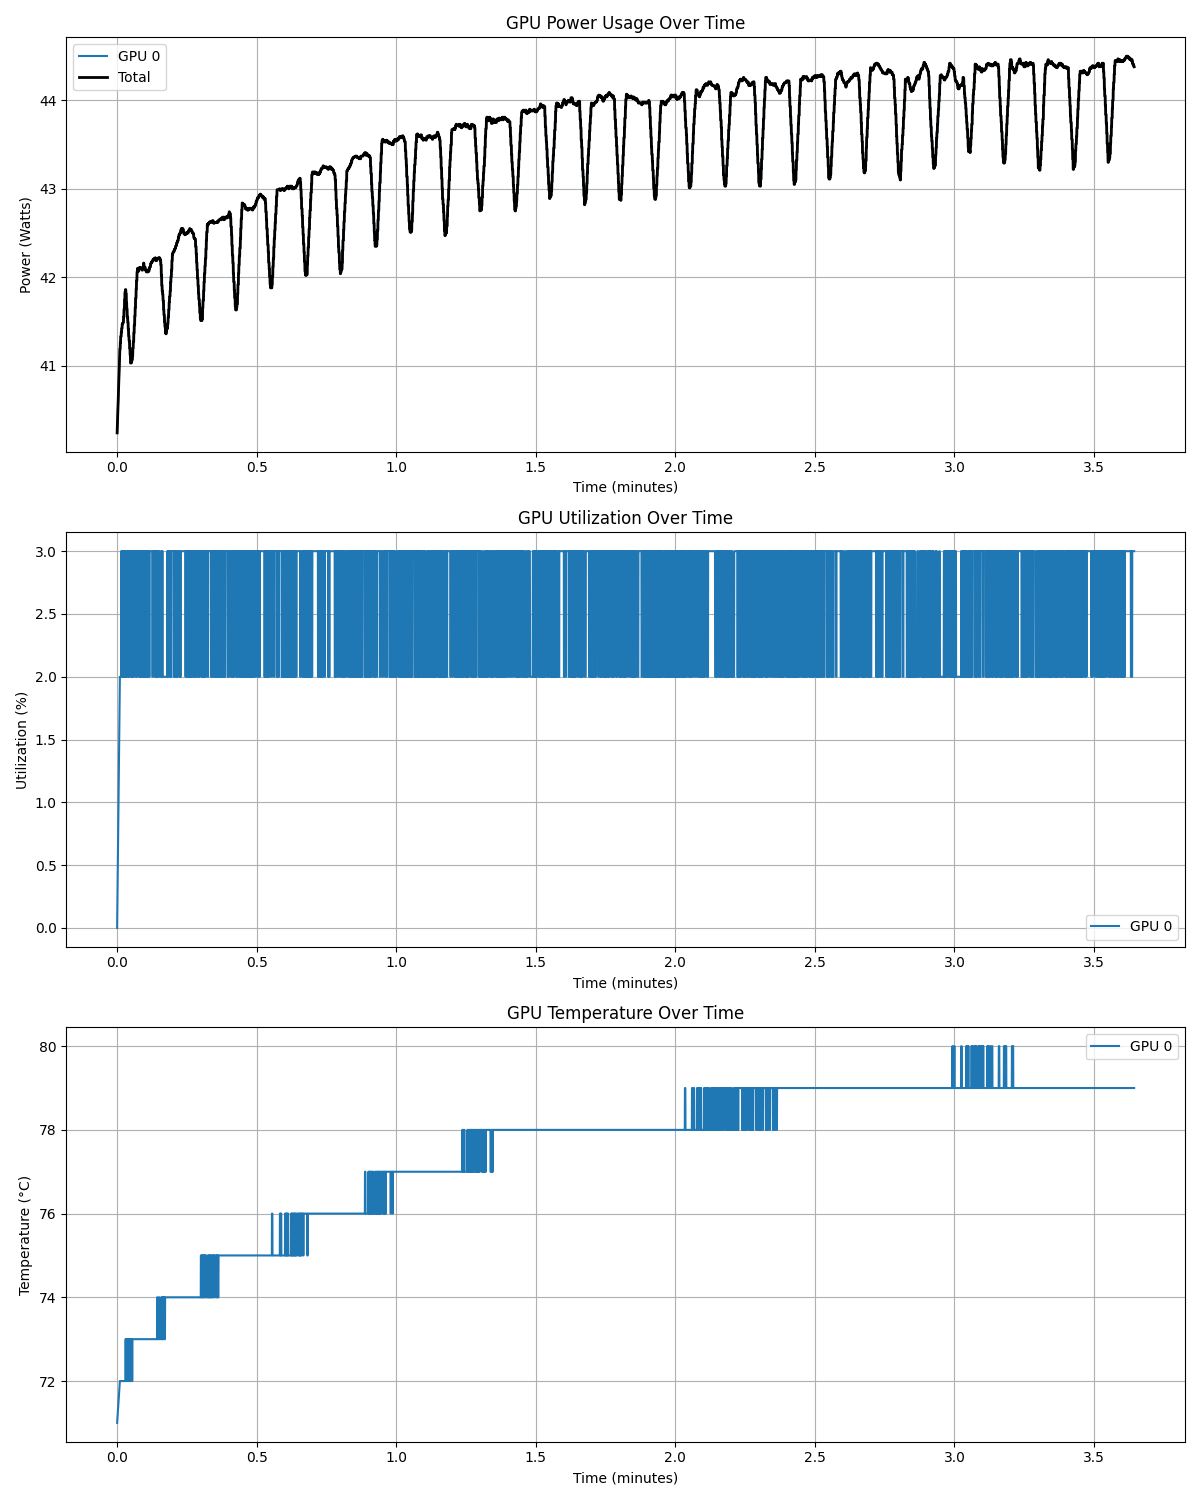 GPU Power Usage Over Time
GPU 0
Total
44
43
42
41
Power (Watts)
0.0 0.5 1.0 1.5 2.0 2.5 3.0 3.5
Time (minutes)
GPU Utilization Over Time
3.0
2.5
2.0
1.5
1.0
0.5
0.0
Utilization (%)
GPU 0
0.0 0.5 1.0 1.5 2.0 2.5 3.0 3.5
Time (minutes)
GPU Temperature Over Time
GPU 0
80
78
76
74
72
Temperature (°C)
0.0 0.5 1.0 1.5 2.0 2.5 3.0 3.5
Time (minutes)